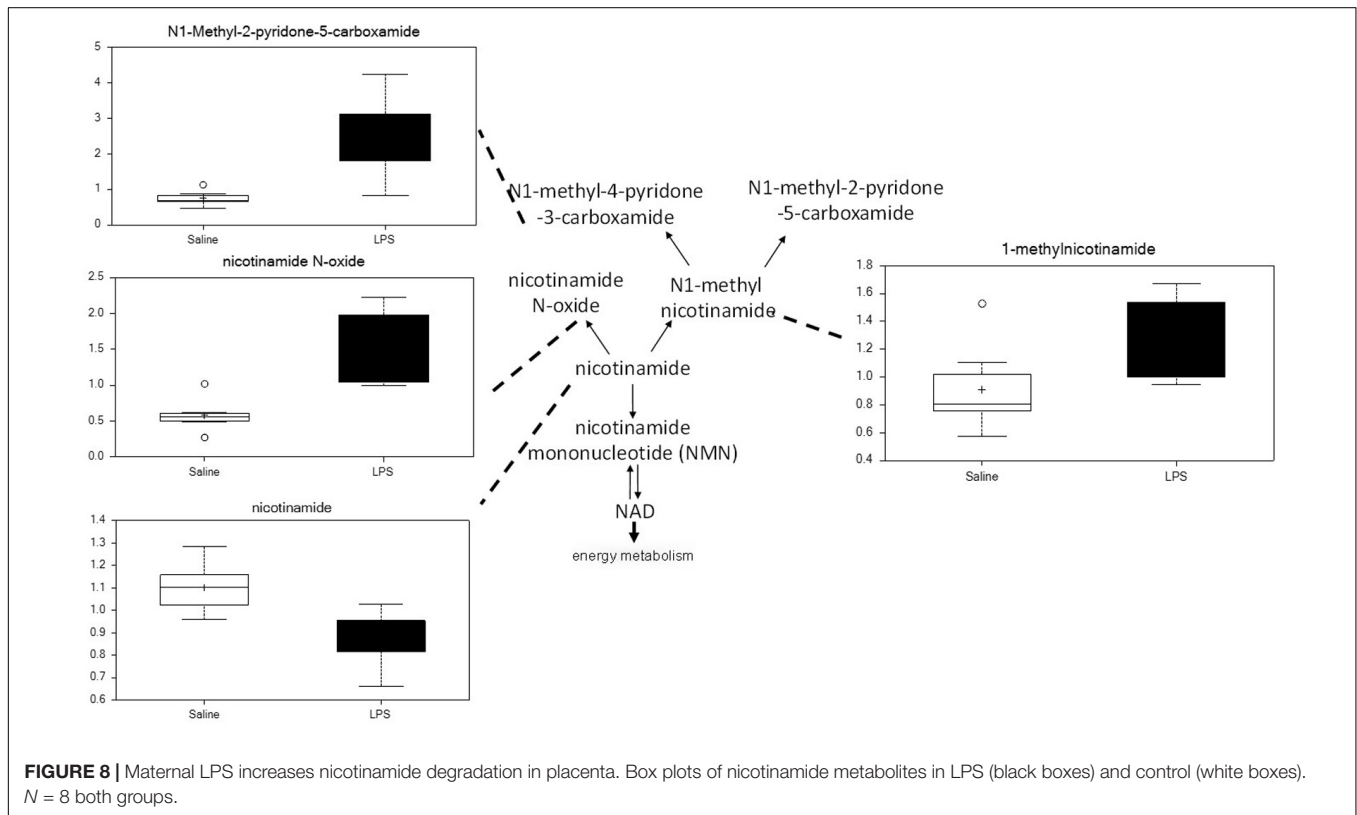 N1-Methyl-2-pyridone-5-carboxamide
5
4
3
2
1
0
Saline LPS
nicotinamide N-oxide
2.5
2.0
1.5
1.0
0.5
0.0
Saline LPS
nicotinamide
1.4
1.3
1.2
1.1
1.0
0.9
0.8
0.7
0.6
Saline LPS
N1-methyl-4-pyridone
-3-carboxamide
N1-methyl-2-pyridone
-5-carboxamide
nicotinamide
N-oxide
N1-methyl
nicotinamide
nicotinamide
nicotinamide
mononucleotide (NMN)
NAD
energy metabolism
1-methylnicotinamide
1.8
1.6
1.4
1.2
1.0
0.8
0.6
0.4
Saline LPS
FIGURE 8 | Maternal LPS increases nicotinamide degradation in placenta. Box plots of nicotinamide metabolites in LPS (black boxes) and control (white boxes).
N = 8 both groups.